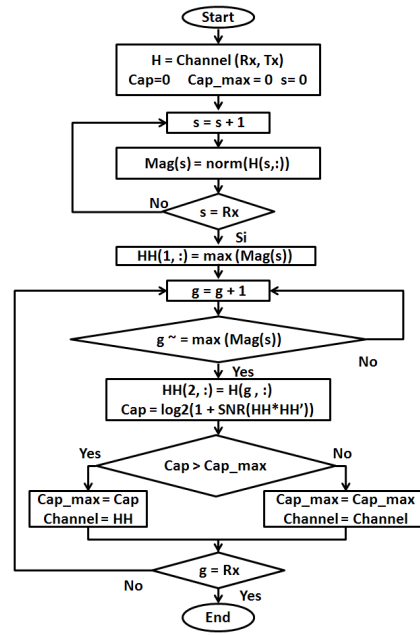 Start
H = Channel (Rx, Tx)
Cap=0 Cap_max = 0 s= 0
s = s + 1
Mag(s) = norm(H(s,:))
No
s = Rx
Si
HH(1, :) = max (Mag(s))
g = g + 1
g ~ = max (Mag(s))
No
Yes
HH(2, :) = H(g , :)
Cap = log2(1 + SNR(HH*HH'))
Yes
No
Cap > Cap_max
Cap_max = Cap
Channel = HH
Cap_max = Cap_max
Channel = Channel
g = Rx
No
Yes
End